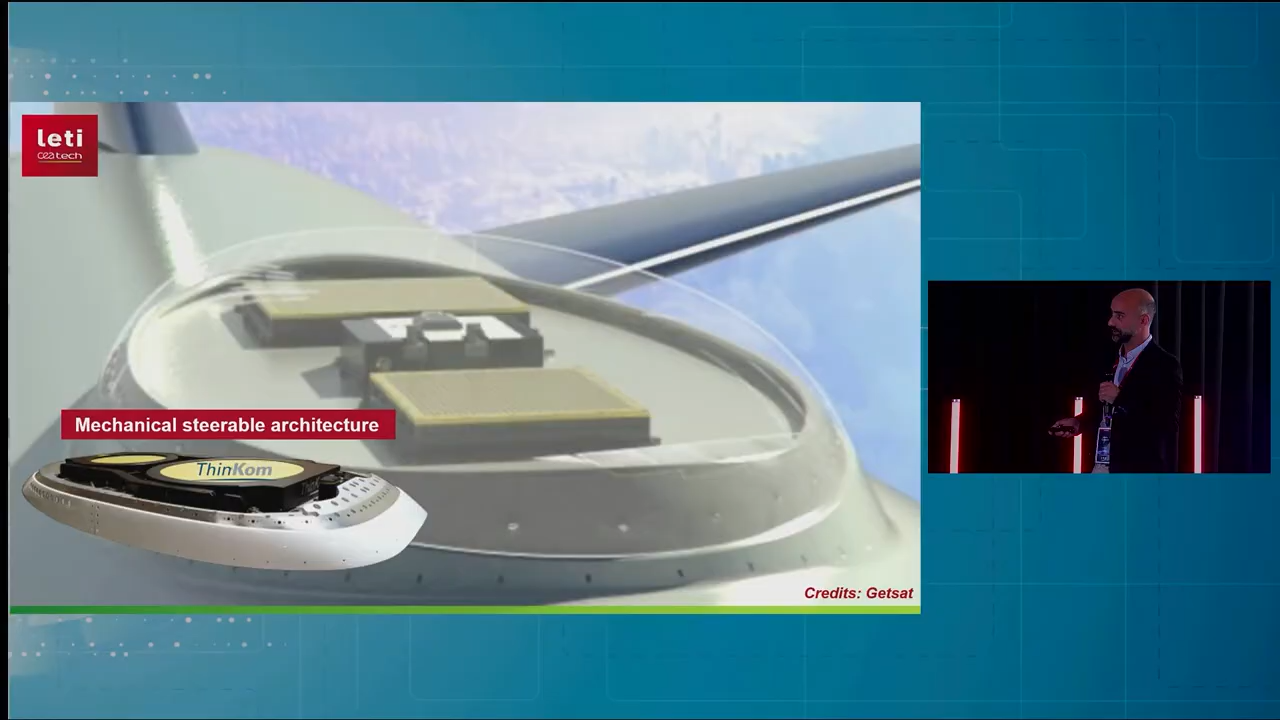 leti
cea tech
Mechanical steerable architecture
ThinKom
Credits: Getsat